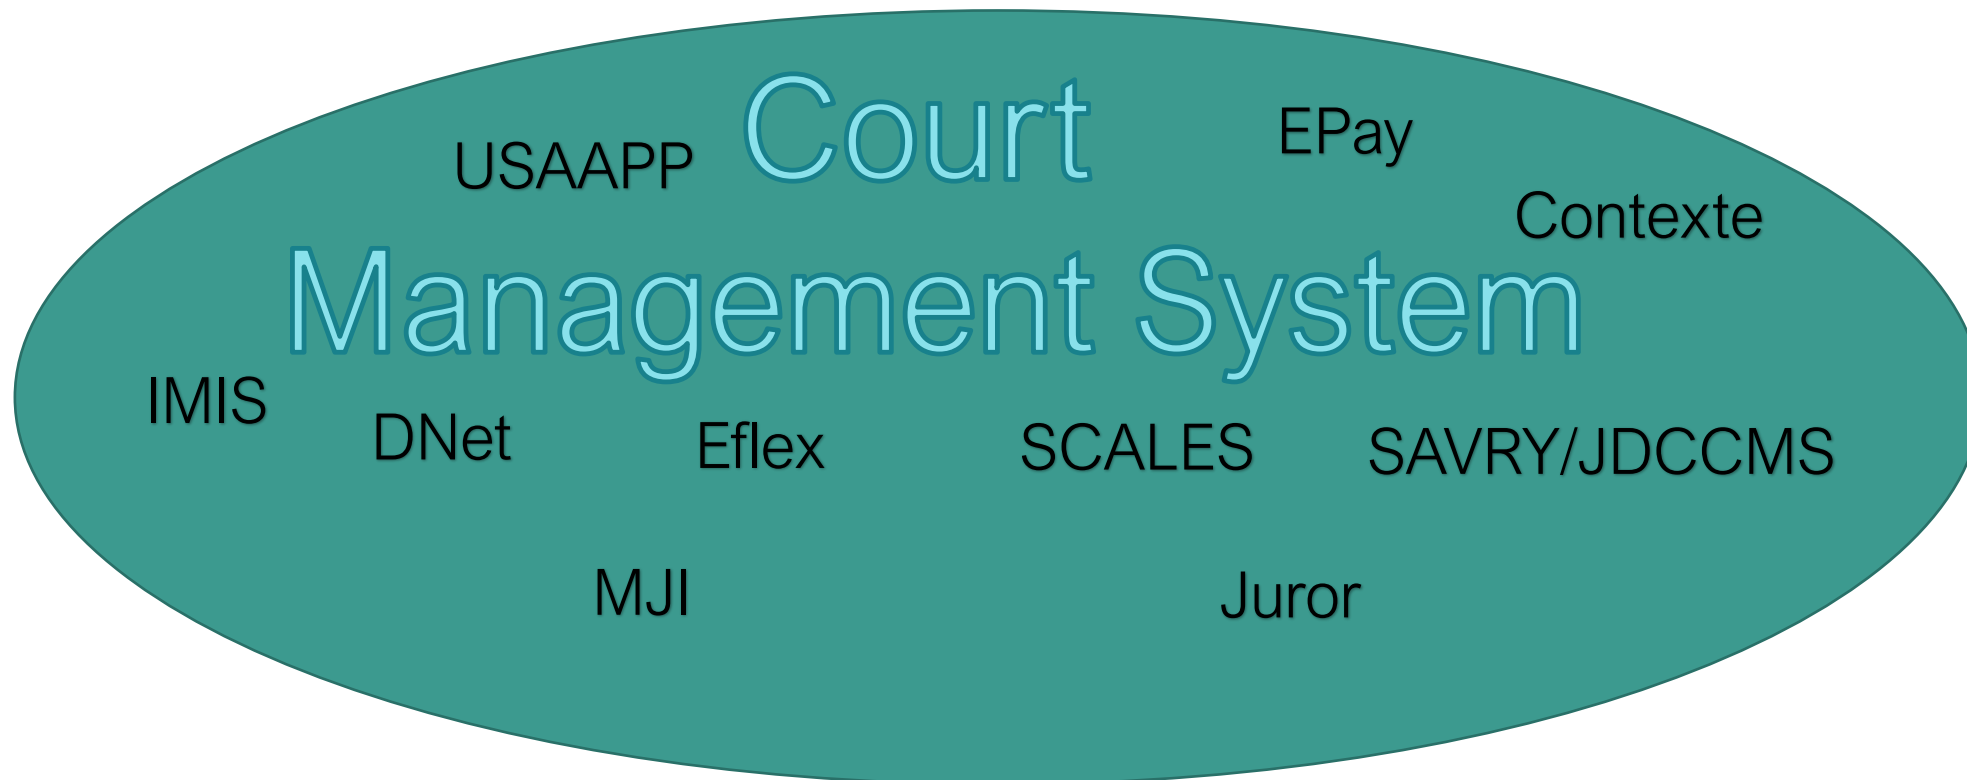 Court
Management System
USAAPP
EPay
Contexte
IMIS
DNet
Eflex
SCALES
SAVRY/JDCCMS
MJI
Juror